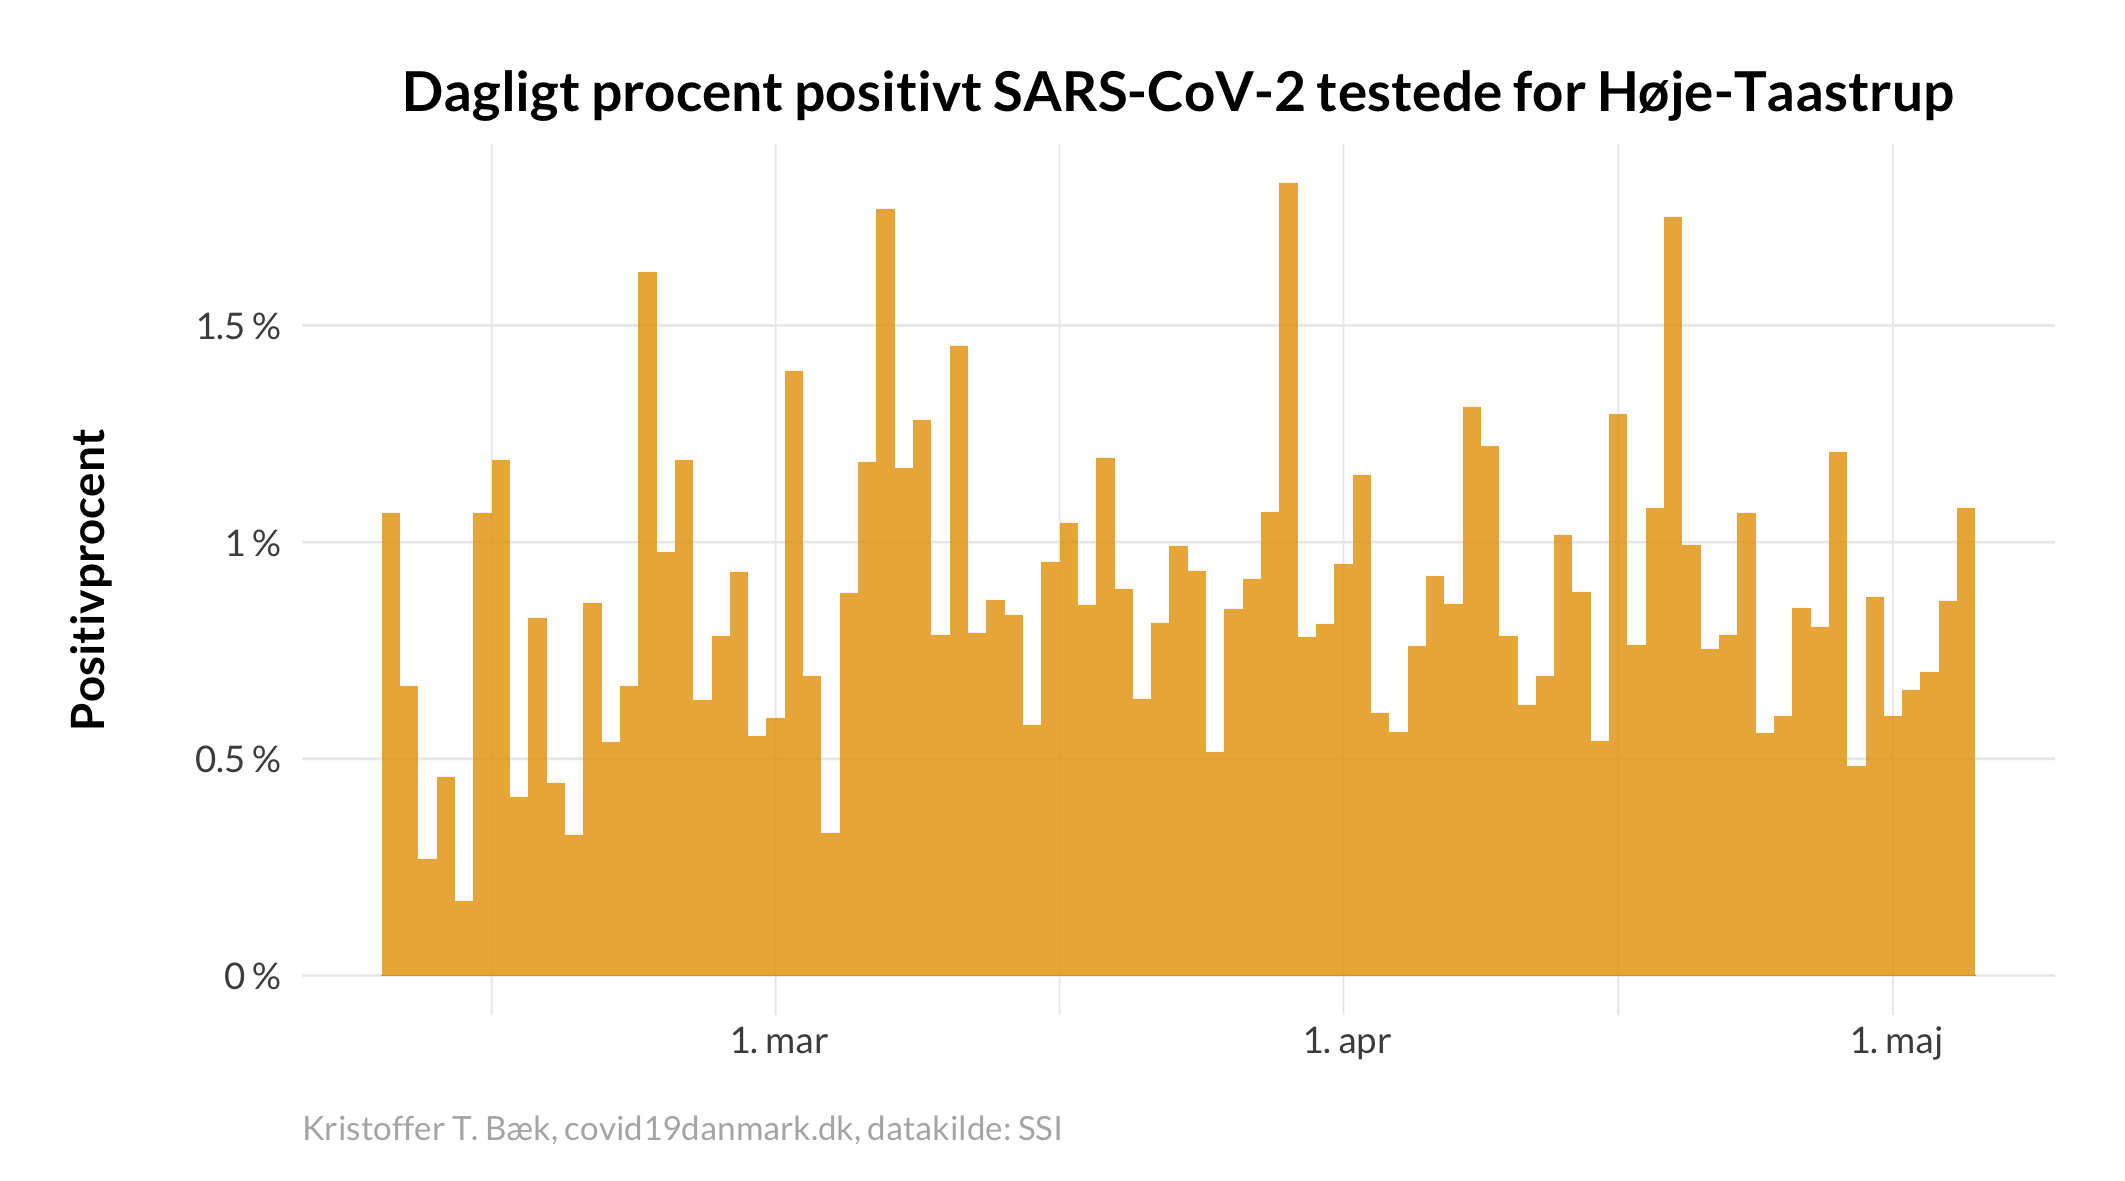 Dagligt procent positivt SARS-CoV-2 testede for Høje-Taastrup
Positivprocent
1.5 %
1 %
0.5 %
0 %
1. mar
1. apr
1. maj
Kristoffer T. Bæk, covid19danmark.dk, datakilde: SSI